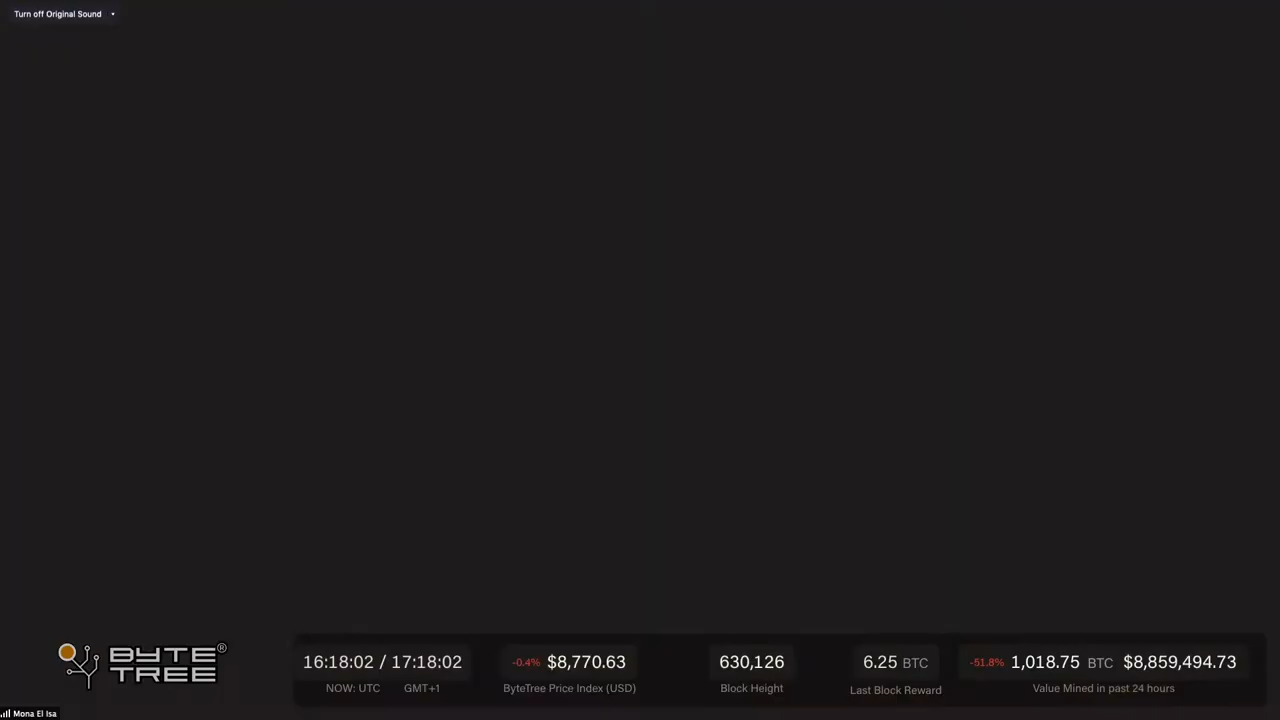 Turn off Original Sound
BYTE
TREE®
16:18:02 / 17:18:02
NOW: UTC GMT+1
-0.4% $8,770.63
ByteTree Price Index (USD)
630,126
Block Height
6.25 BTC
Last Block Reward
-51.8% 1,018.75 BTC $8,859,494.73
Value Mined in past 24 hours
Mona El Isa